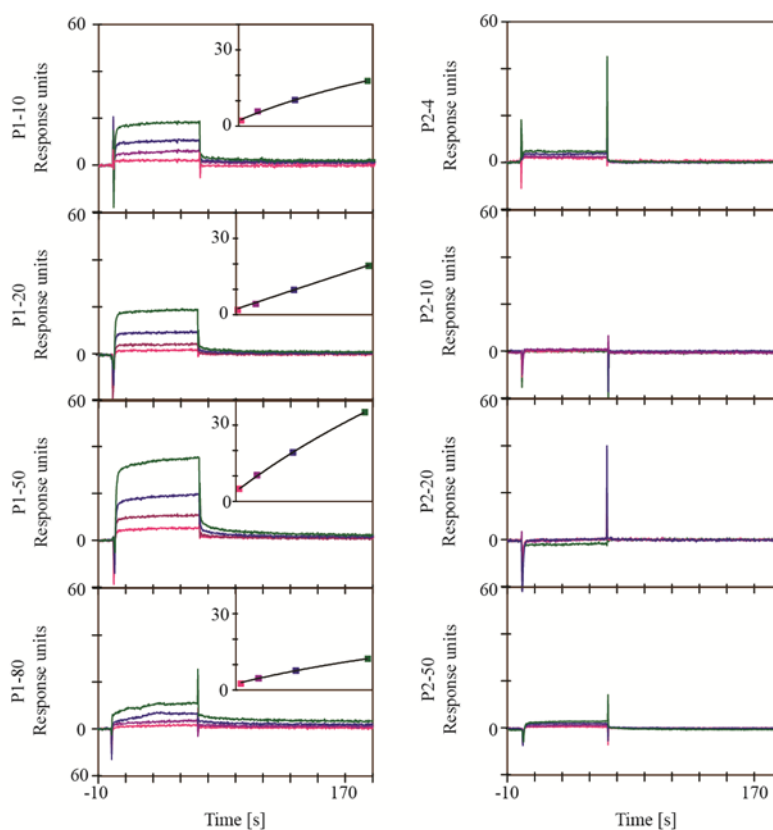 60
P1-10
Response units
0
30
0
60
P1-20
Response units
0
30
0
60
P1-50
Response units
0
30
0
60
P1-80
Response units
0
60
30
0
-10
170
Time [s]
60
P2-4
Response units
0
60
P2-10
Response units
0
60
P2-20
Response units
0
60
P2-50
Response units
0
-10
170
Time [s]